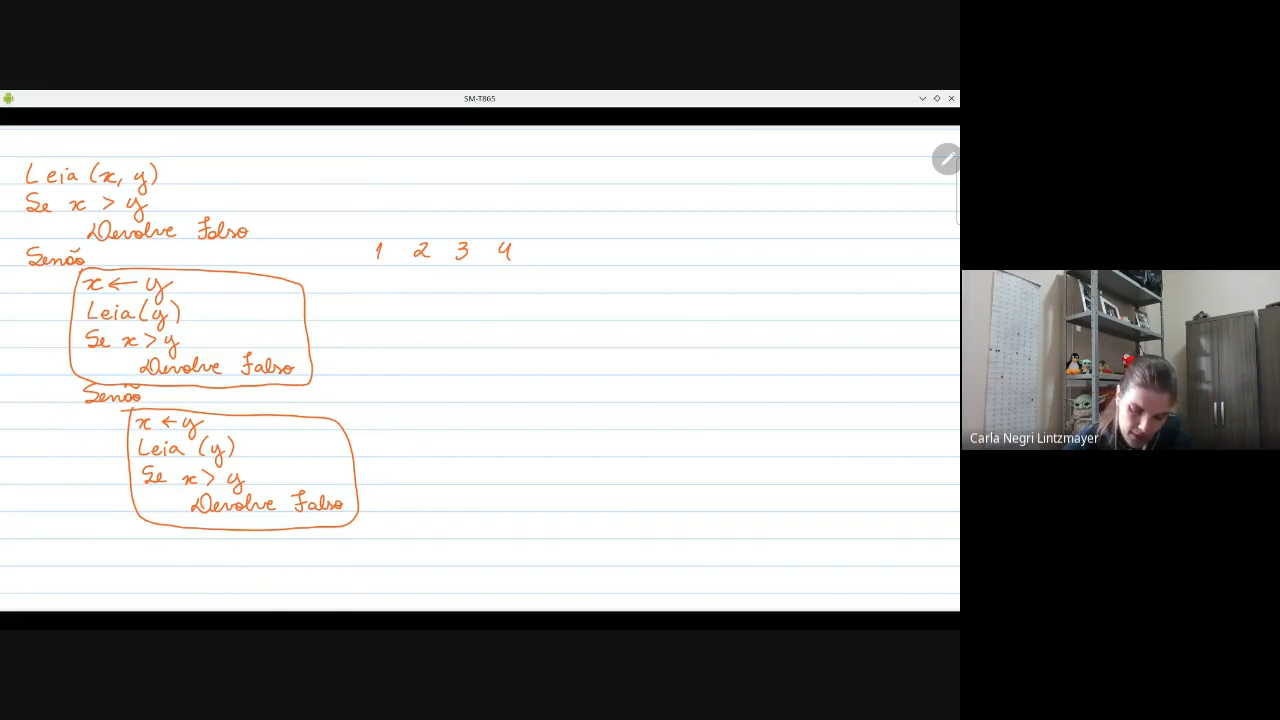 SM-T865
Leia (x, y)
Se x > y
Devolve Falso
Senão
1 2 3 4
x ← y
Leia (y)
Se x > y
Devolve Falso
Senão
x ← y
Leia (y)
Se x > y
Devolve Falso
Carla Negri Lintzmayer